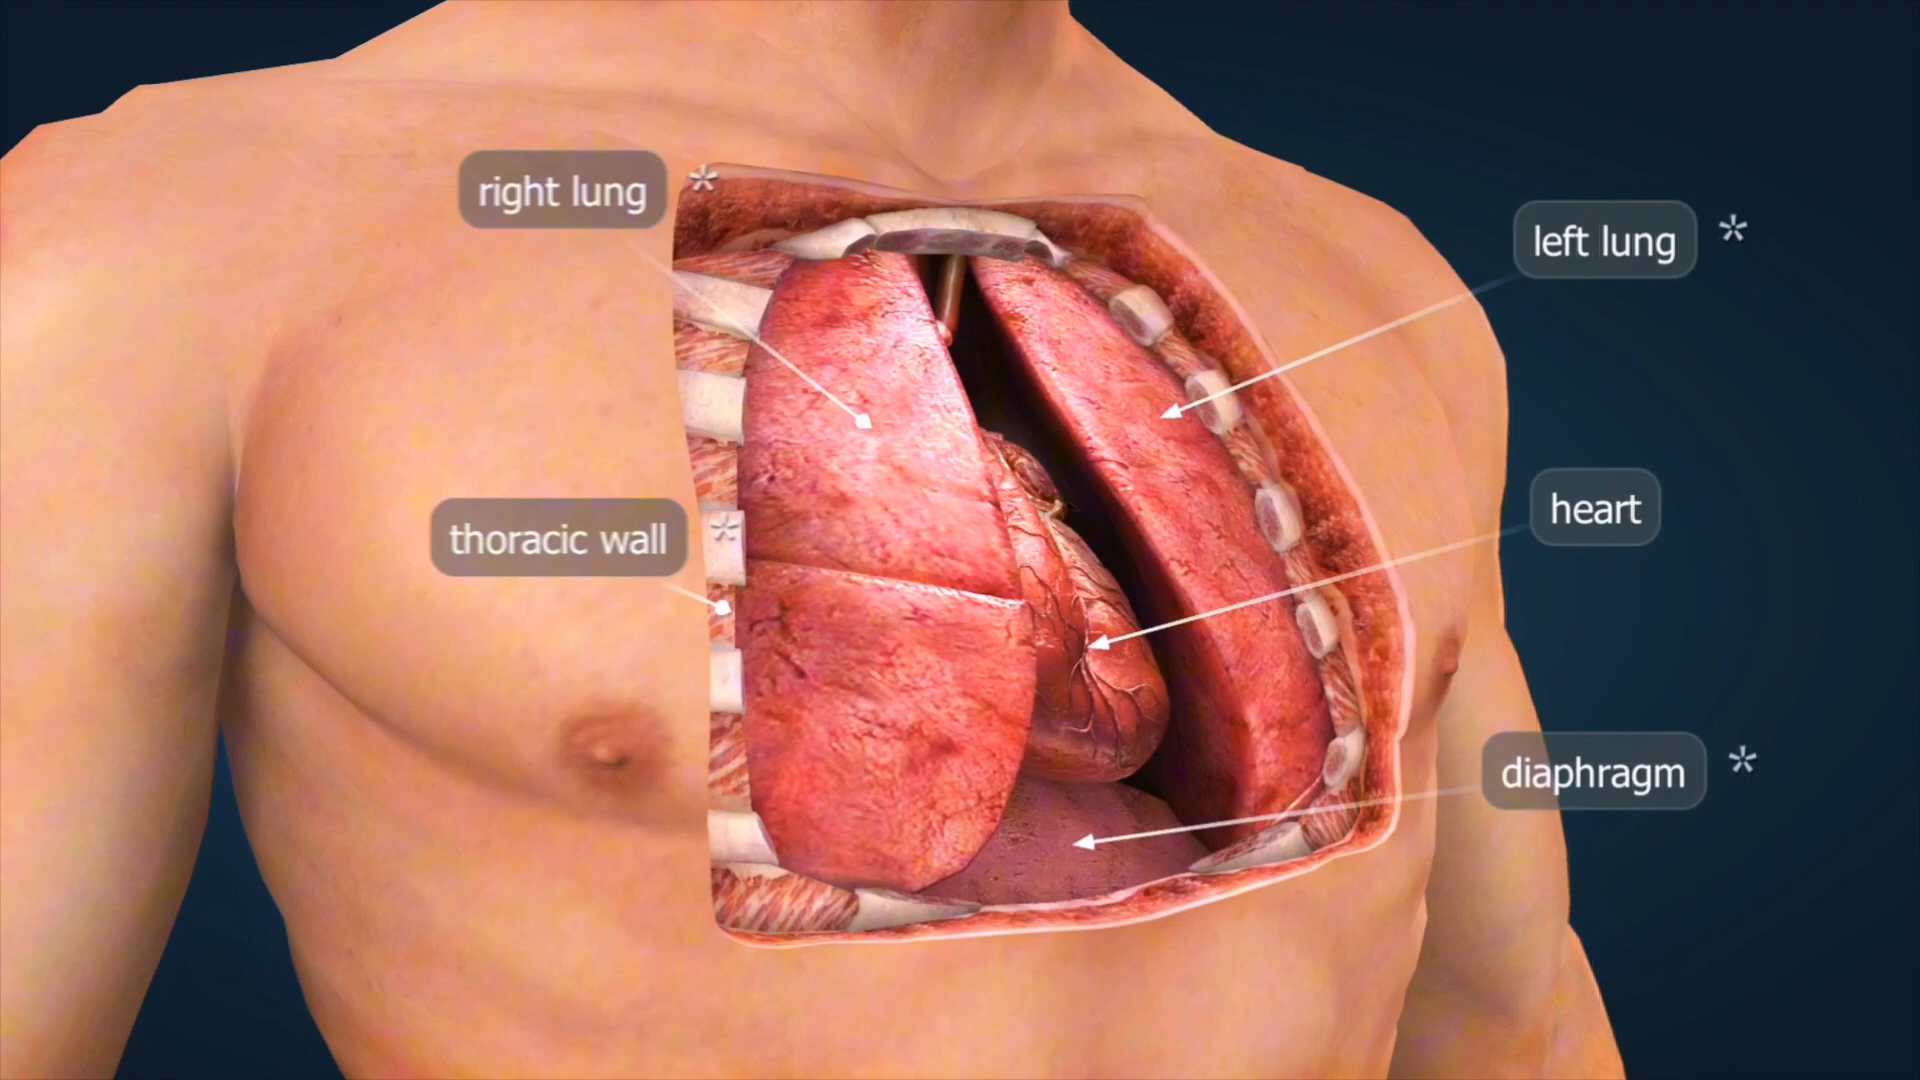 right lung *
left lung *
thoracic wall *
heart
diaphragm *